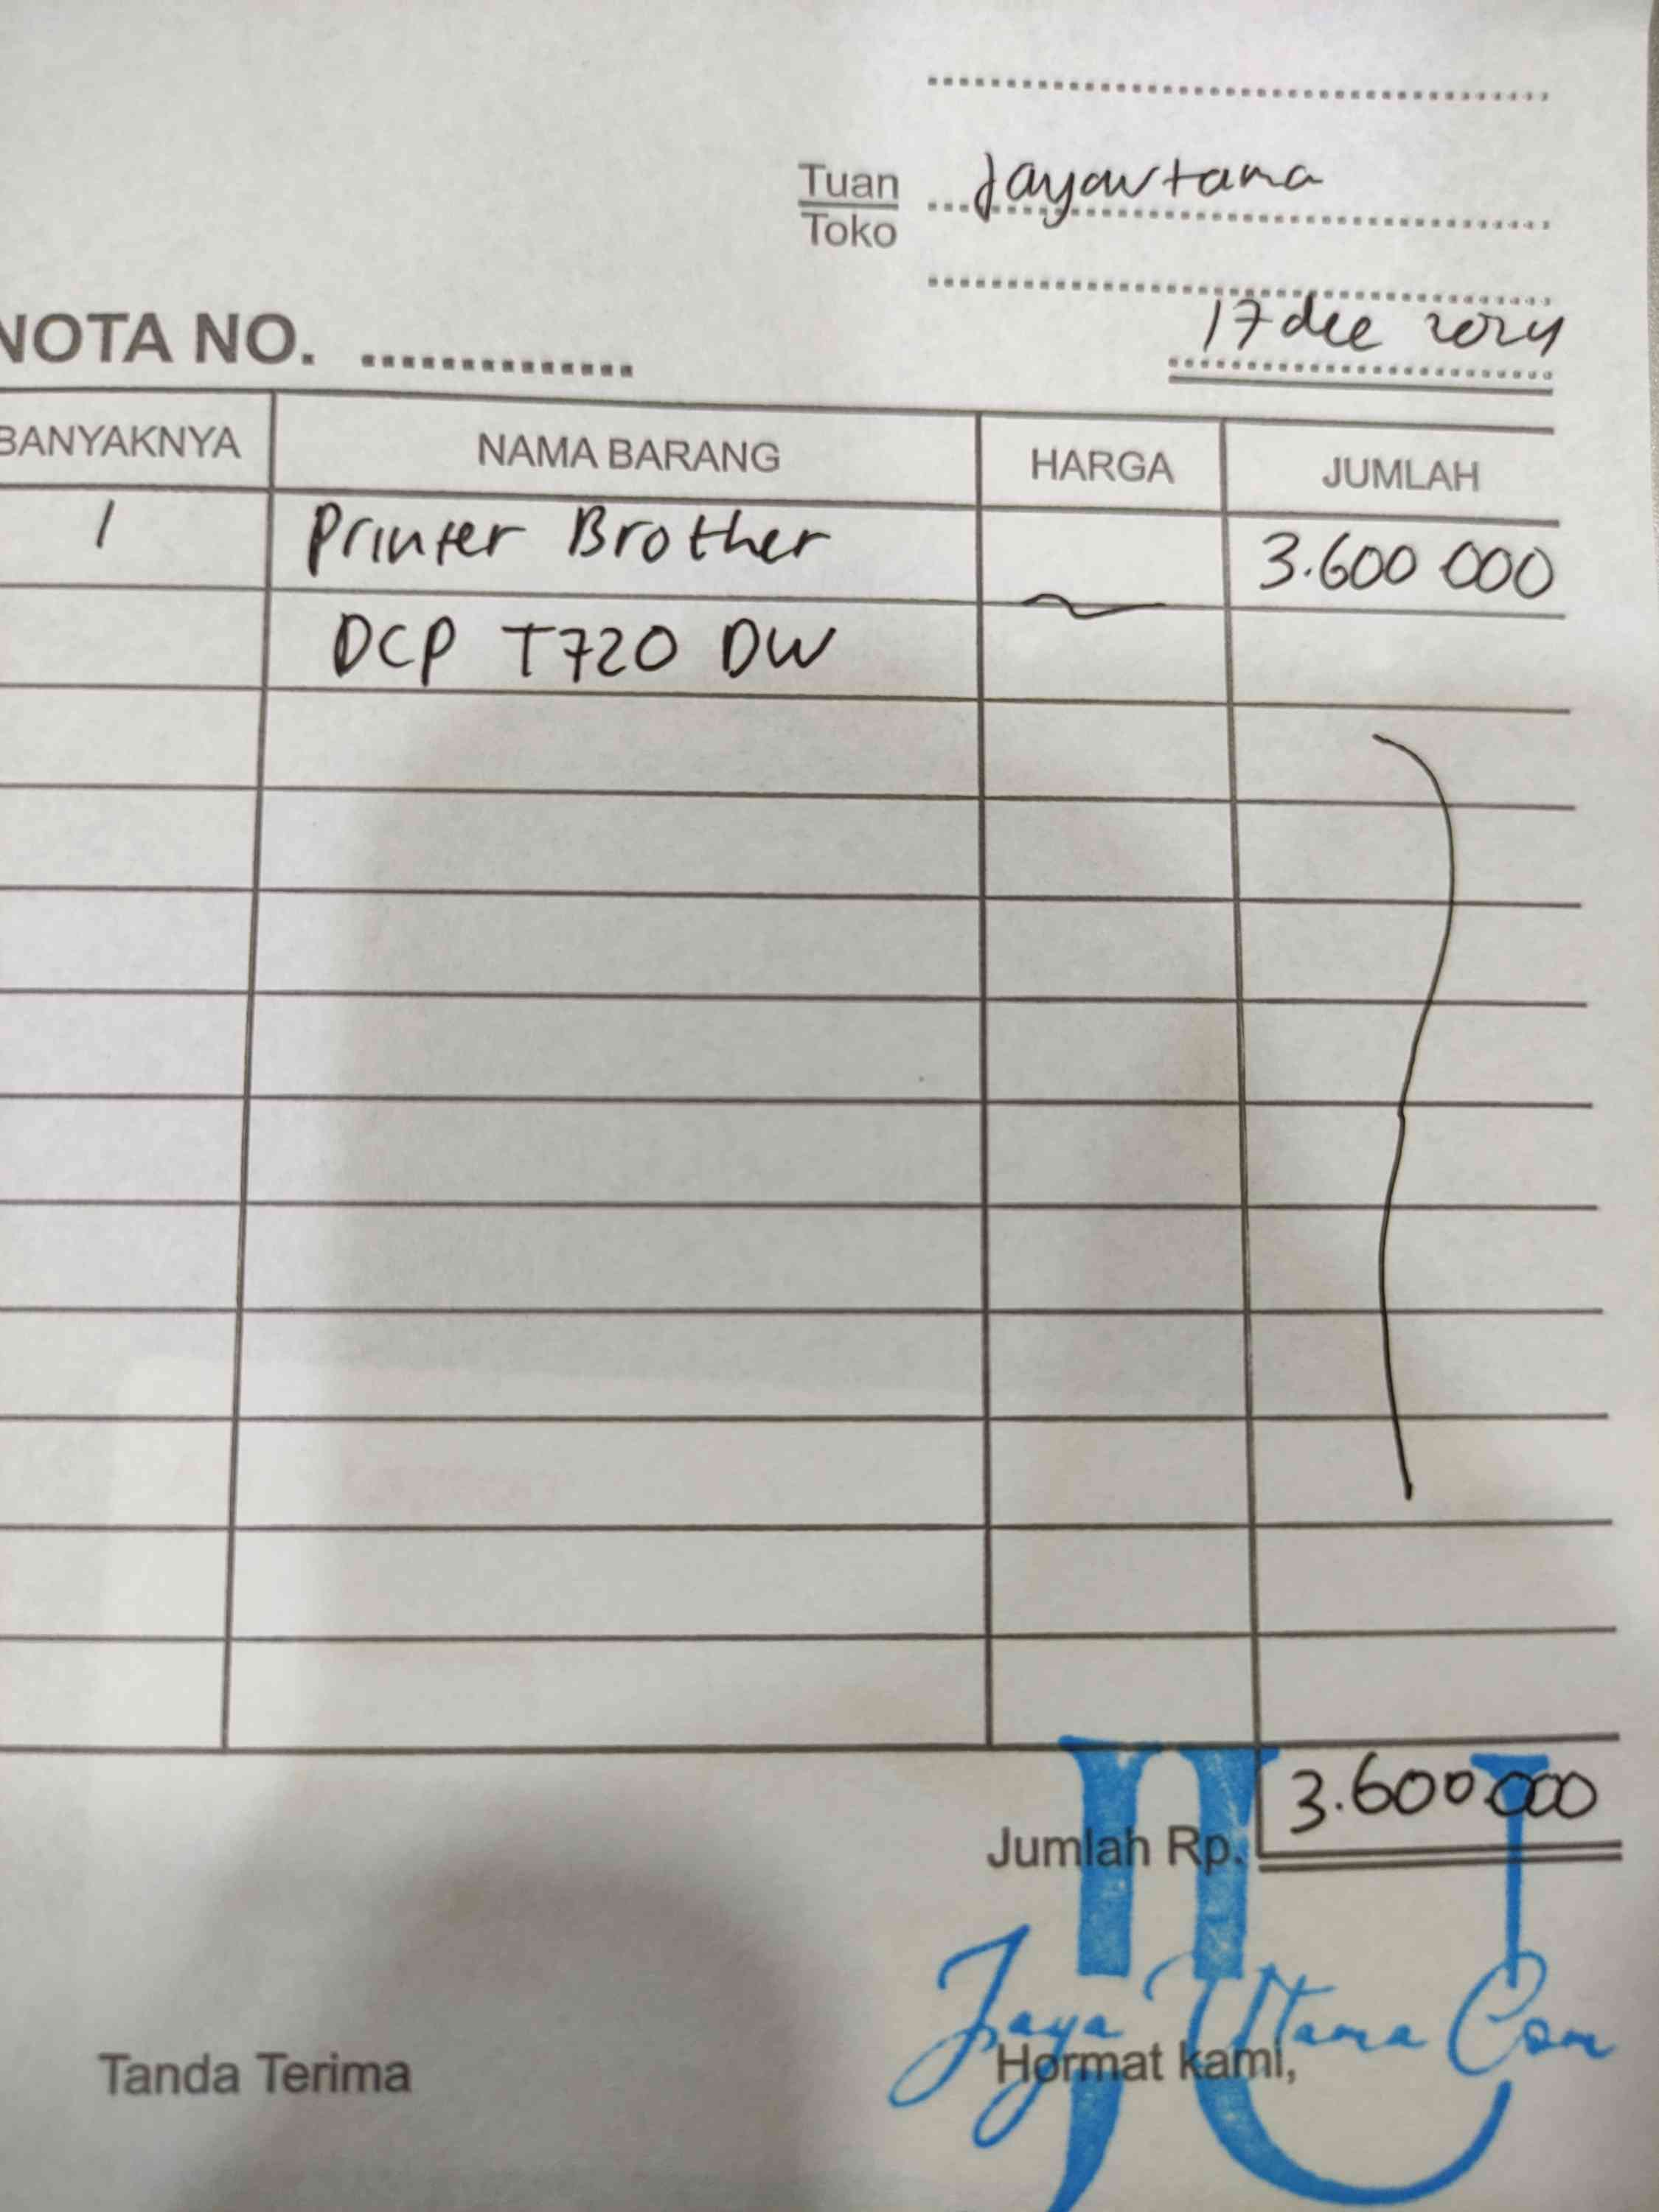 Tuan Jayautama
Toko
17 dec 2024
NOTA NO. ..............
BANYAKNYA NAMA BARANG HARGA JUMLAH
1 Printer Brother 3.600 000
DCP T720 DW
Jumlah Rp. 3.600.000
JU
Jaya Utama Com
Tanda Terima Hormat kami,